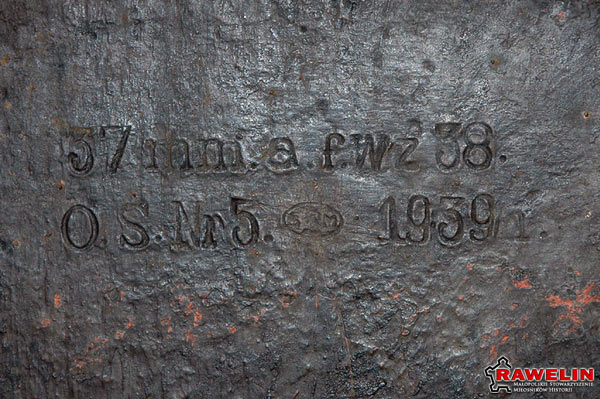 37 mm. a. f. wz 38.
O. S. Nr 5. 1939 r.
RAWELIN
MAŁOPOLSKIE STOWARZYSZENIE
MIŁOŚNIKÓW HISTORII